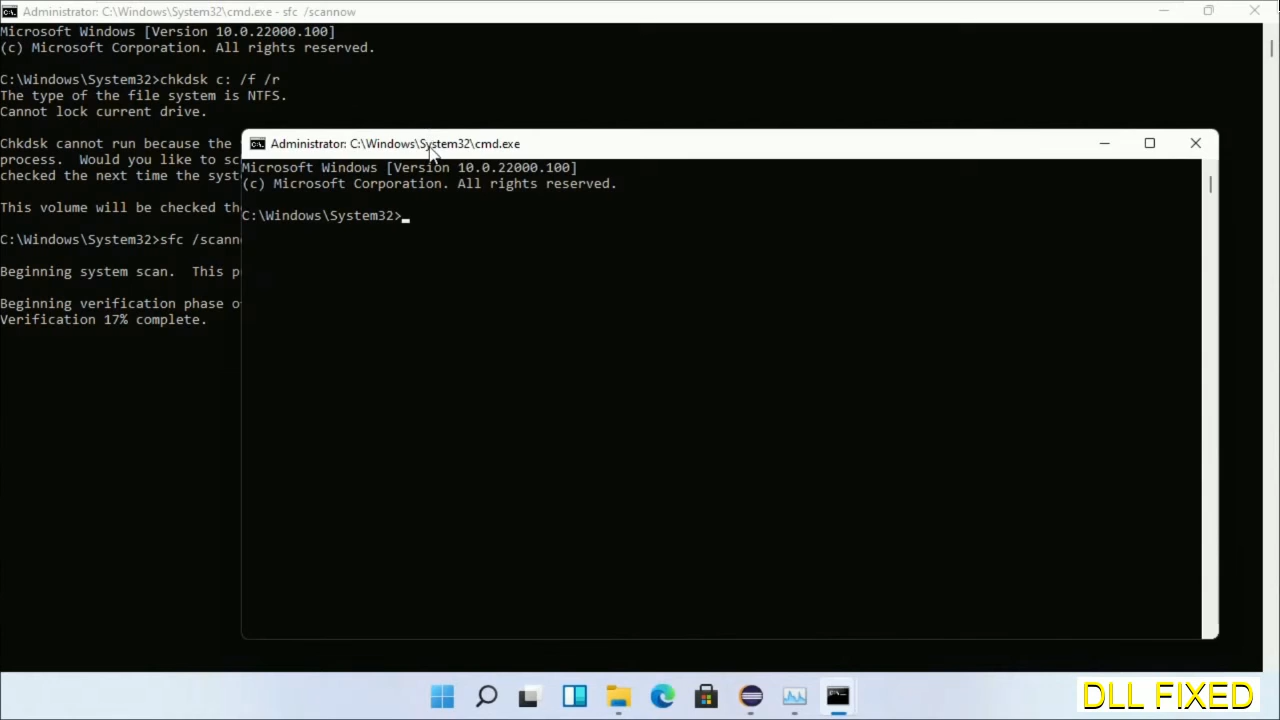 Administrator: C:\Windows\System32\cmd.exe - sfc /scannow
Microsoft Windows [Version 10.0.22000.100]
(c) Microsoft Corporation. All rights reserved.
C:\Windows\System32>chkdsk c: /f /r
The type of the file system is NTFS.
Cannot lock current drive.
Chkdsk cannot run because the
process. Would you like to sc
checked the next time the syst
This volume will be checked th
C:\Windows\System32>sfc /scann
Beginning system scan. This p
Beginning verification phase o
Verification 17% complete.
Administrator: C:\Windows\System32\cmd.exe
Microsoft Windows [Version 10.0.22000.100]
(c) Microsoft Corporation. All rights reserved.
C:\Windows\System32>
DLL FIXED